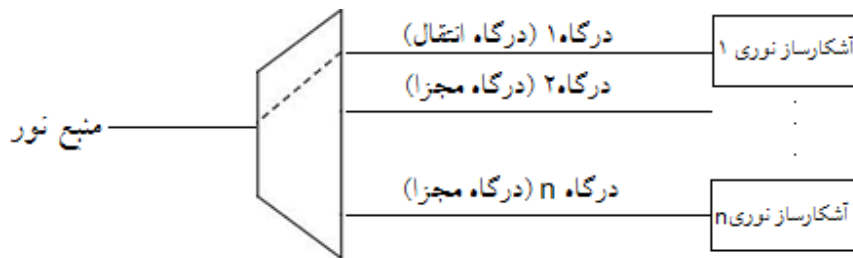 درگاه۱ (درگاه انتقال)
آشکارساز نوری ۱
درگاه۲ (درگاه مجزا)
منبع نور
درگاه n (درگاه مجزا)
آشکارساز نوریn